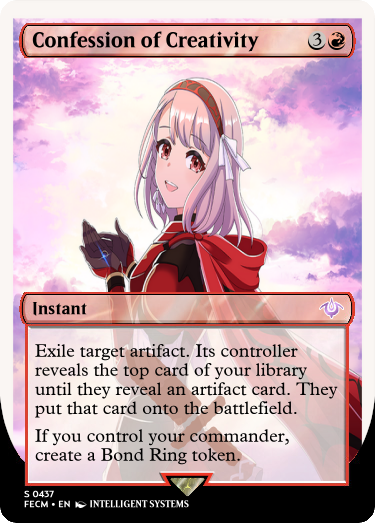 Confession of Creativity 3
Instant
Exile target artifact. Its controller
reveals the top card of your library
until they reveal an artifact card. They
put that card onto the battlefield.
If you control your commander,
create a Bond Ring token.
S 0437
FECM • EN INTELLIGENT SYSTEMS